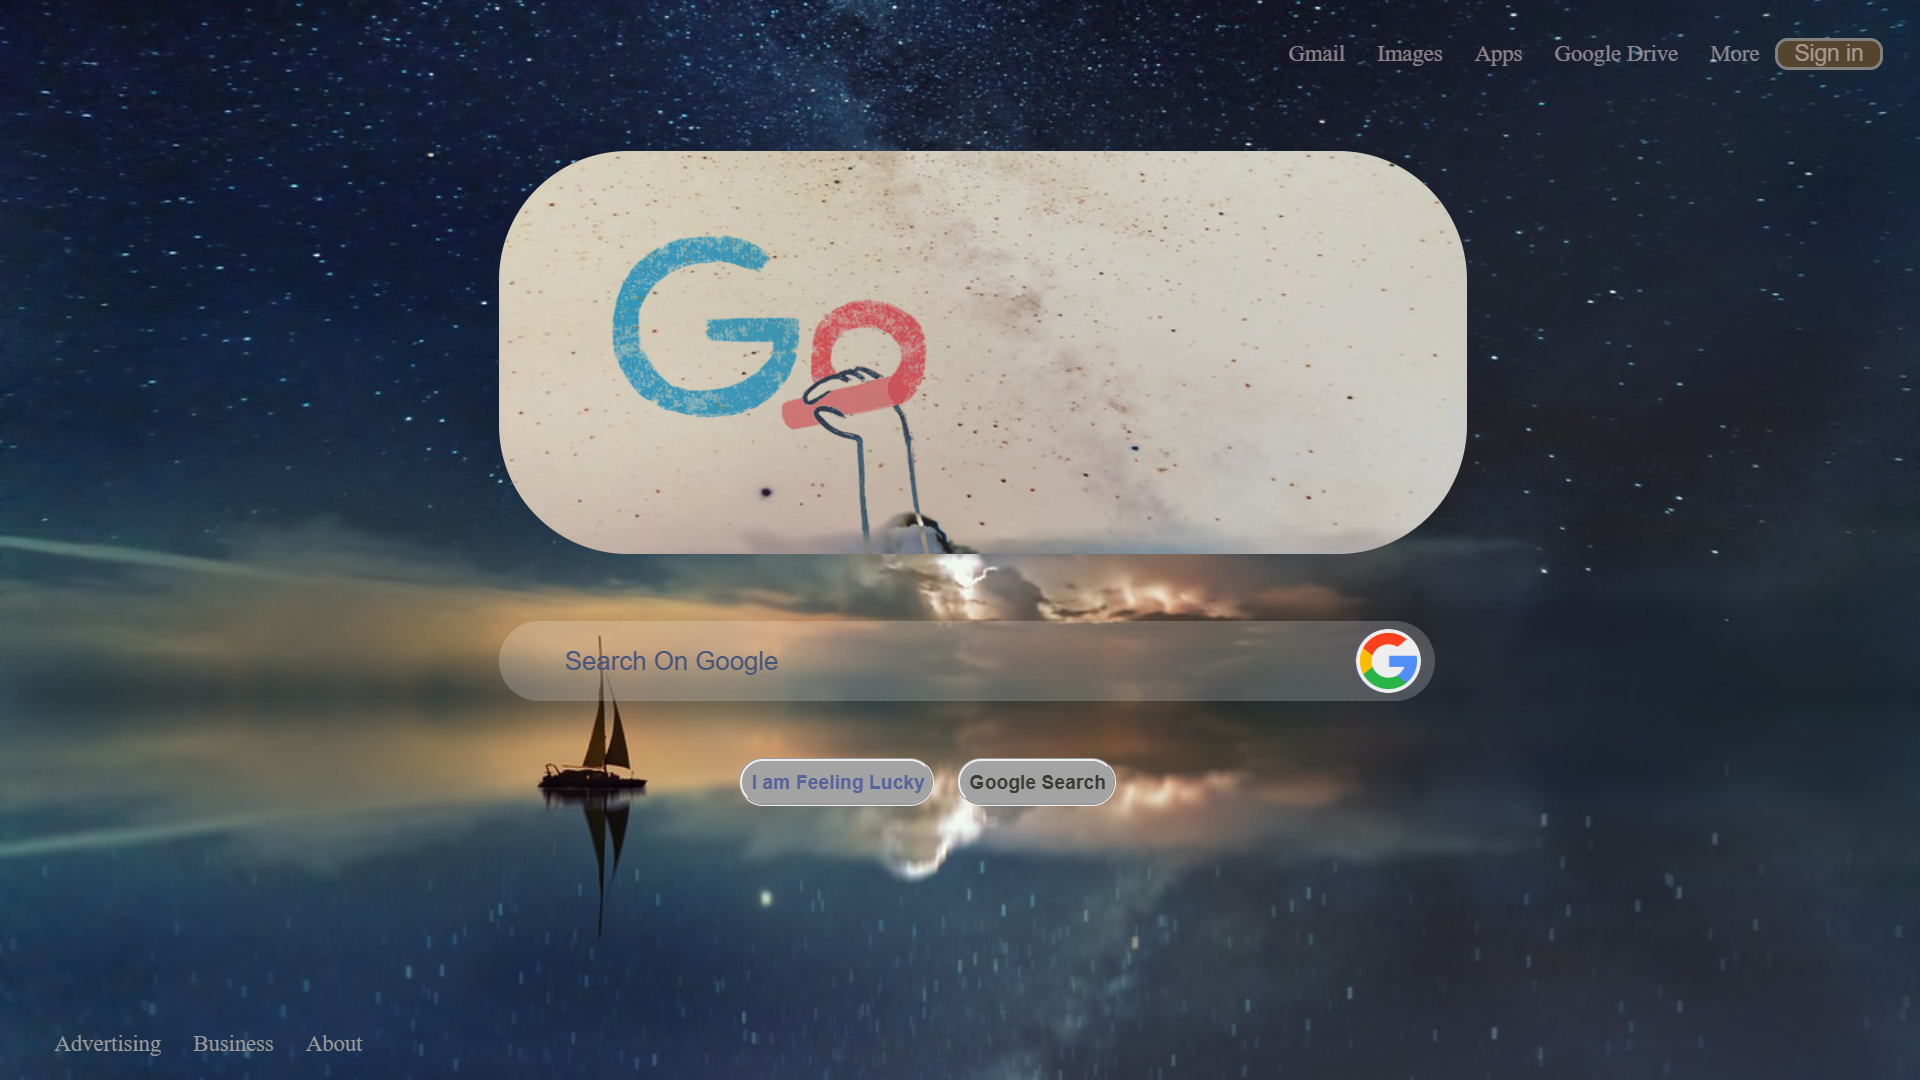 Gmail Images Apps Google Drive More Sign in
Go
Search On Google
I am Feeling Lucky Google Search
Advertising Business About